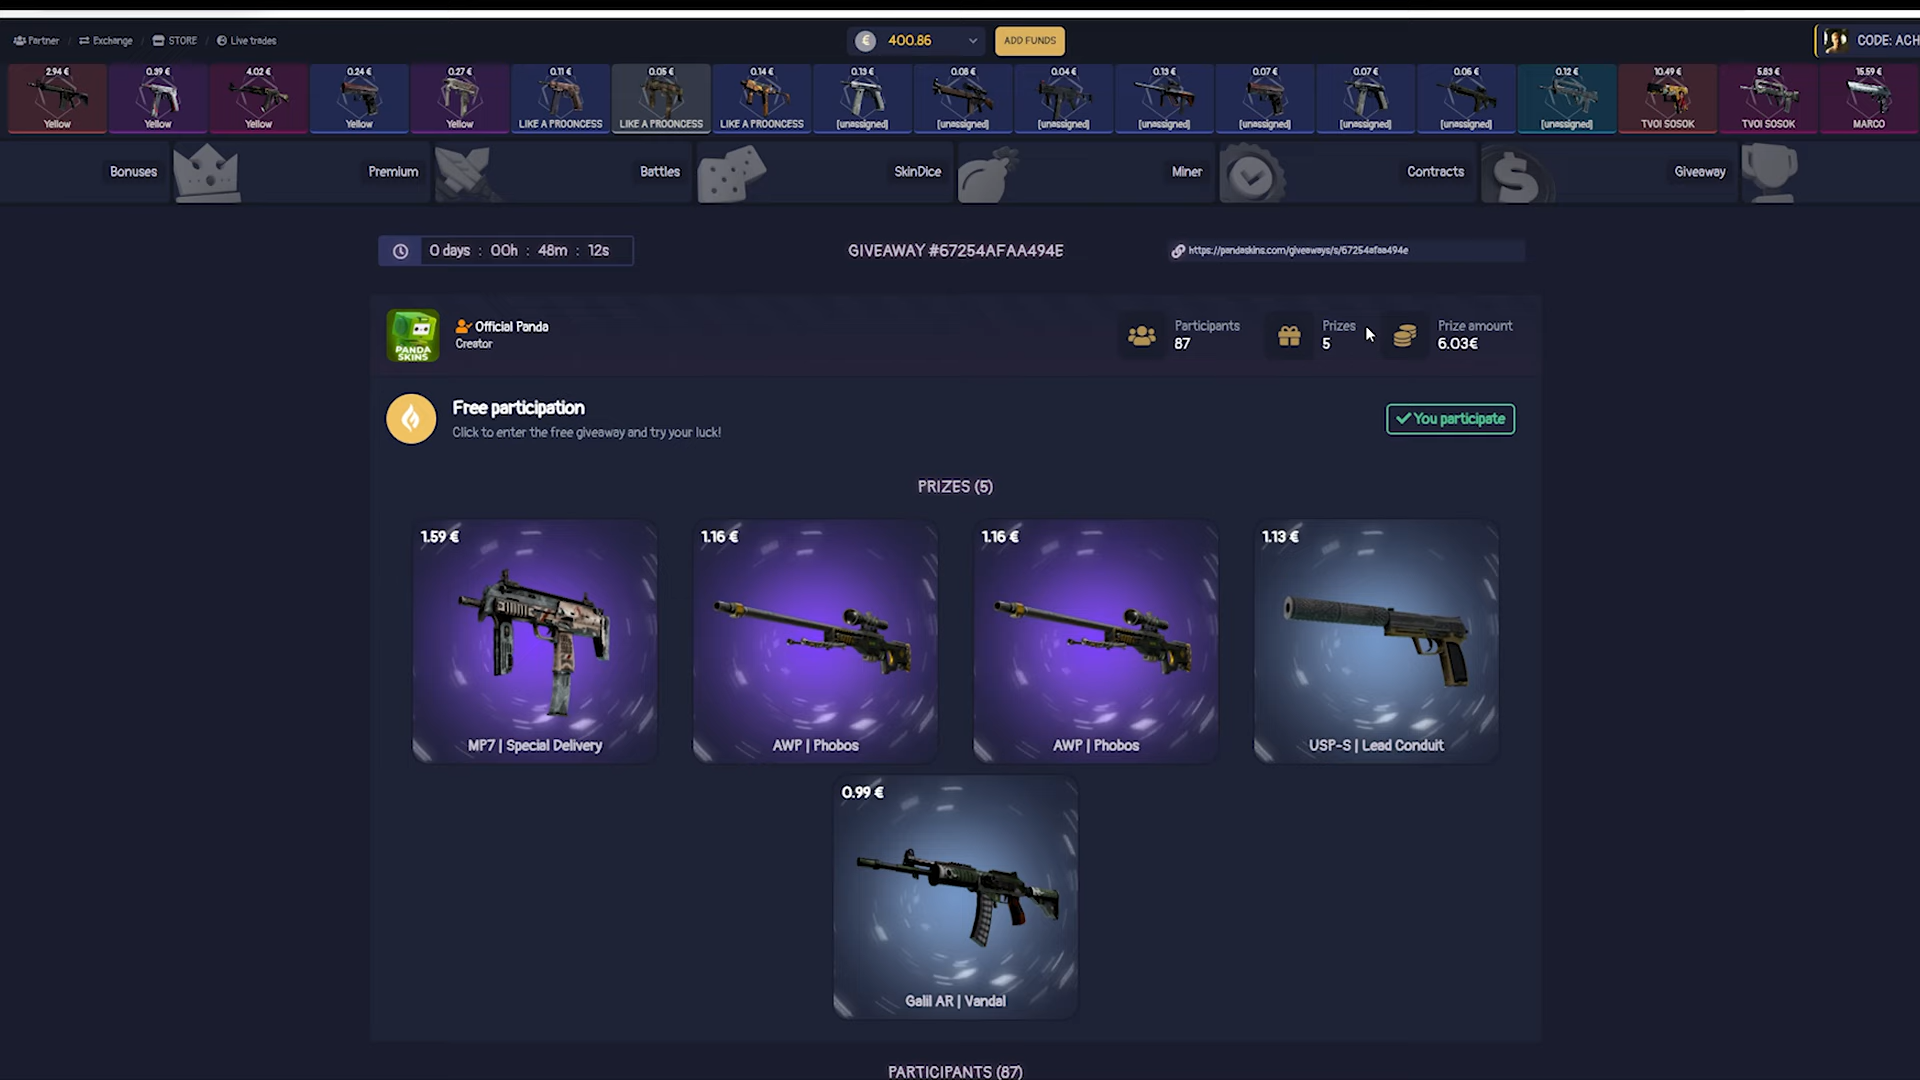 Partner / Exchange / STORE / Live trades
€ 400.86
ADD FUNDS
CODE: ACH
2.94 € 0.39 € 4.02 € 0.24 € 0.27 € 0.11 € 0.05 € 0.14 € 0.13 € 0.08 € 0.04 € 0.13 € 0.07 € 0.07 € 0.06 € 0.12 € 10.49 € 5.83 € 15.59 €
Yellow Yellow Yellow Yellow Yellow LIKE A PROONCESS LIKE A PROONCESS LIKE A PROONCESS [unassigned] [unassigned] [unassigned] [unassigned] [unassigned] [unassigned] [unassigned] [unassigned] TVOI SOSOK TVOI SOSOK MARCO
Bonuses Premium Battles SkinDice Miner Contracts Giveaway
0 days : 00h : 48m : 12s
GIVEAWAY #67254AFAA494E
https://pandaskins.com/giveaways/s/67254afaa494e
PANDA
SKINS
Official Panda
Creator
Participants
87
Prizes
5
Prize amount
6.03€
Free participation
Click to enter the free giveaway and try your luck!
You participate
PRIZES (5)
1.59 €
MP7 | Special Delivery
1.16 €
AWP | Phobos
1.16 €
AWP | Phobos
1.13 €
USP-S | Lead Conduit
0.99 €
Galil AR | Vandal
PARTICIPANTS (87)